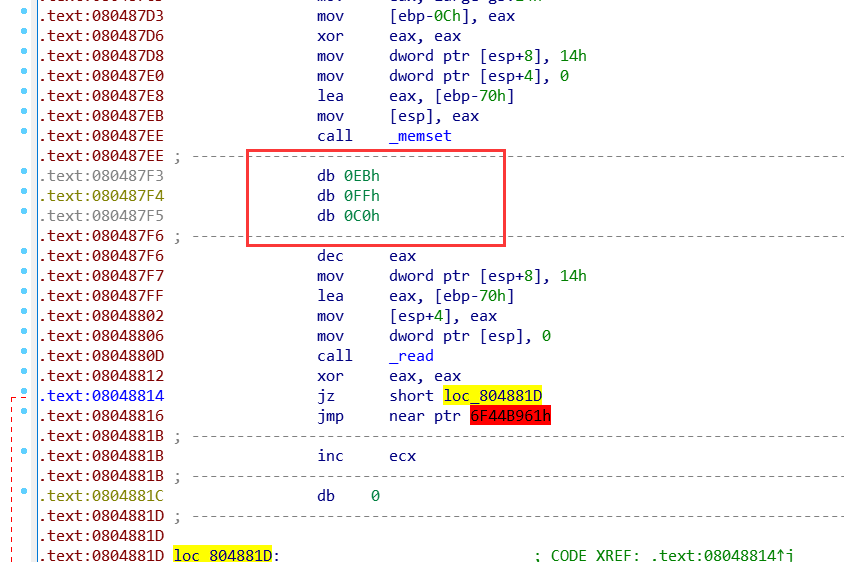 .text:080487D3 mov [ebp-0Ch], eax
.text:080487D6 xor eax, eax
.text:080487D8 mov dword ptr [esp+8], 14h
.text:080487E0 mov dword ptr [esp+4], 0
.text:080487E8 lea eax, [ebp-70h]
.text:080487EB mov [esp], eax
.text:080487EE call _memset
.text:080487EE ; ---------------------------------------------------------------------------
.text:080487F3 db 0EBh
.text:080487F4 db 0FFh
.text:080487F5 db 0C0h
.text:080487F6 ; ---------------------------------------------------------------------------
.text:080487F6 dec eax
.text:080487F7 mov dword ptr [esp+8], 14h
.text:080487FF lea eax, [ebp-70h]
.text:08048802 mov [esp+4], eax
.text:08048806 mov dword ptr [esp], 0
.text:0804880D call _read
.text:08048812 xor eax, eax
.text:08048814 jz short loc_804881D
.text:08048816 jmp near ptr 6F44B961h
.text:0804881B ; ---------------------------------------------------------------------------
.text:0804881B inc ecx
.text:0804881B ; ---------------------------------------------------------------------------
.text:0804881C db 0
.text:0804881D ; ---------------------------------------------------------------------------
.text:0804881D
.text:0804881D loc_804881D: ; CODE XREF: .text:08048814↑j